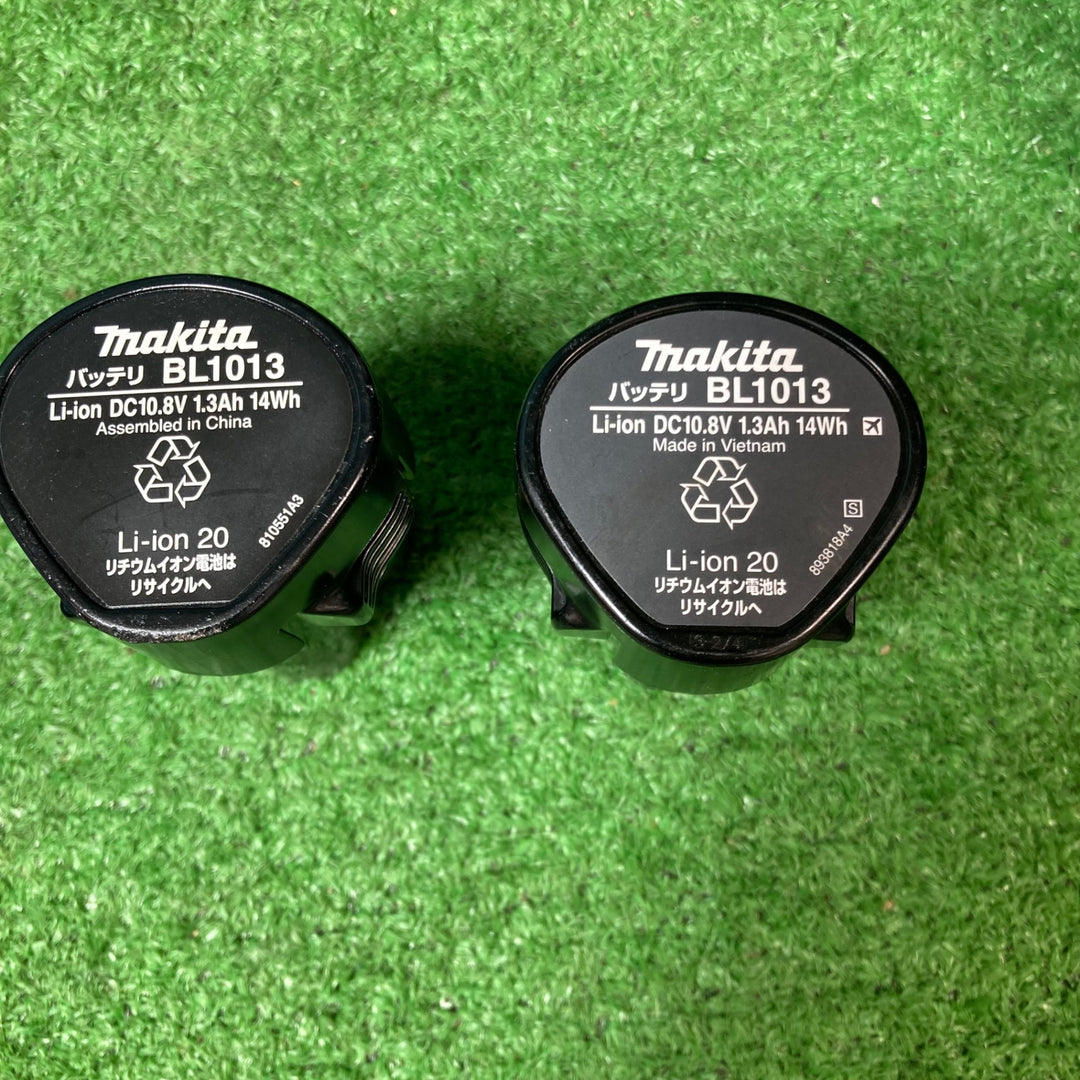 makita
バッテリ BL1013
Li-ion DC10.8V 1.3Ah 14Wh
Assembled in China
810551A3
Li-ion 20
リチウムイオン電池は
リサイクルへ
makita
バッテリ BL1013
Li-ion DC10.8V 1.3Ah 14Wh
Made in Vietnam
S
893818A4
Li-ion 20
リチウムイオン電池は
リサイクルへ